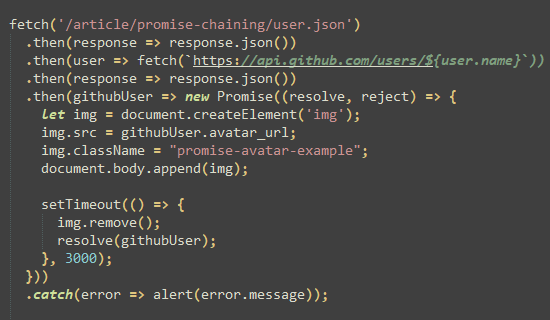 fetch('/article/promise-chaining/user.json')
  .then(response => response.json())
  .then(user => fetch(`https://api.github.com/users/${user.name}`))
  .then(response => response.json())
  .then(githubUser => new Promise((resolve, reject) => {
    let img = document.createElement('img');
    img.src = githubUser.avatar_url;
    img.className = "promise-avatar-example";
    document.body.append(img);

    setTimeout(() => {
      img.remove();
      resolve(githubUser);
    }, 3000);
  }))
  .catch(error => alert(error.message));